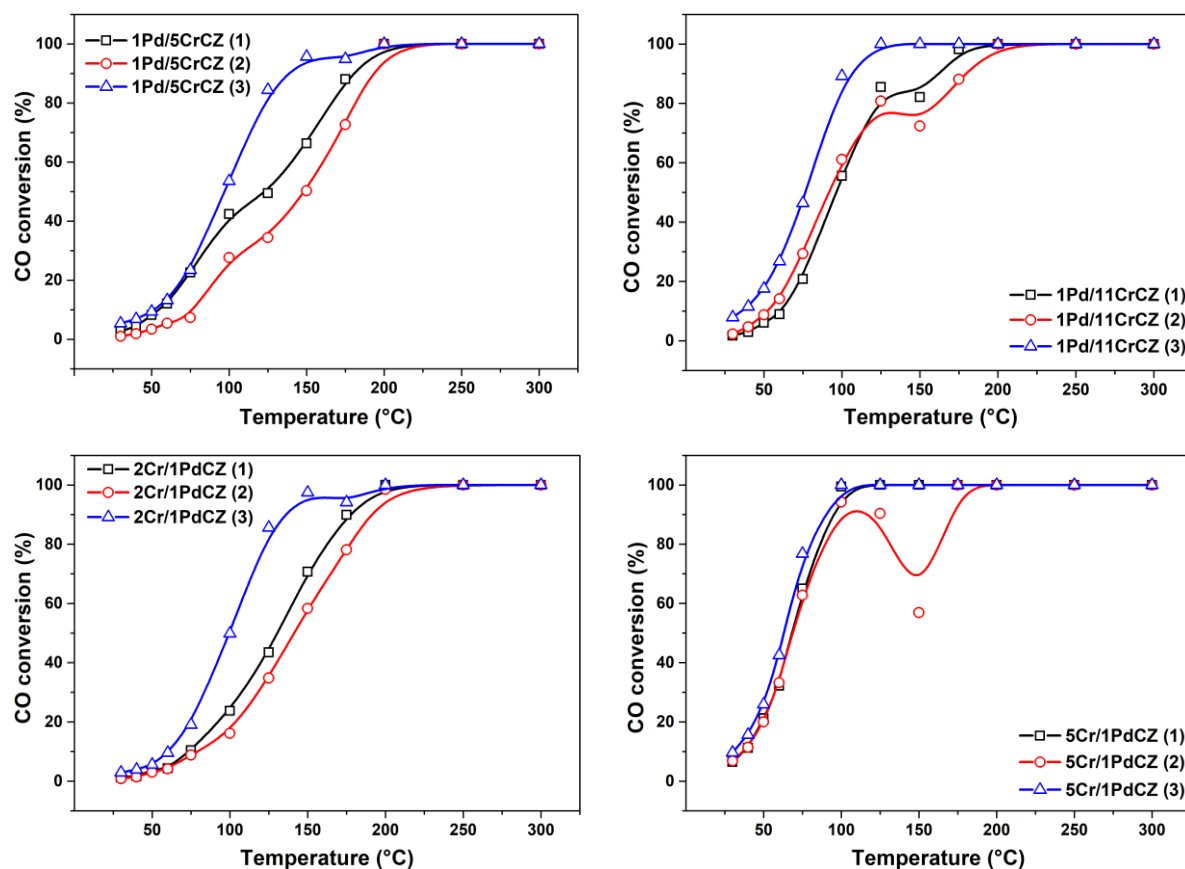 100
80
60
40
20
0
CO conversion (%)
1Pd/5CrCZ (1)
1Pd/5CrCZ (2)
1Pd/5CrCZ (3)
50 100 150 200 250 300
Temperature (°C)
100
80
60
40
20
0
CO conversion (%)
1Pd/11CrCZ (1)
1Pd/11CrCZ (2)
1Pd/11CrCZ (3)
50 100 150 200 250 300
Temperature (°C)
100
80
60
40
20
0
CO conversion (%)
2Cr/1PdCZ (1)
2Cr/1PdCZ (2)
2Cr/1PdCZ (3)
50 100 150 200 250 300
Temperature (°C)
100
80
60
40
20
0
CO conversion (%)
5Cr/1PdCZ (1)
5Cr/1PdCZ (2)
5Cr/1PdCZ (3)
50 100 150 200 250 300
Temperature (°C)